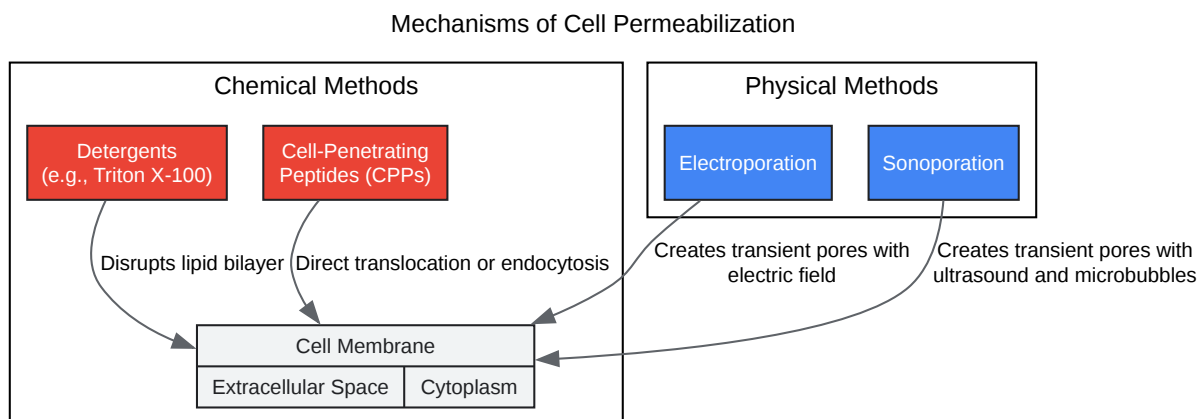 Mechanisms of Cell Permeabilization
Chemical Methods
Physical Methods
Detergents
(e.g., Triton X-100)
Cell-Penetrating
Peptides (CPPs)
Electroporation
Sonoporation
Disrupts lipid bilayer
Direct translocation or endocytosis
Creates transient pores with
electric field
Creates transient pores with
ultrasound and microbubbles
Cell Membrane
Extracellular Space
Cytoplasm